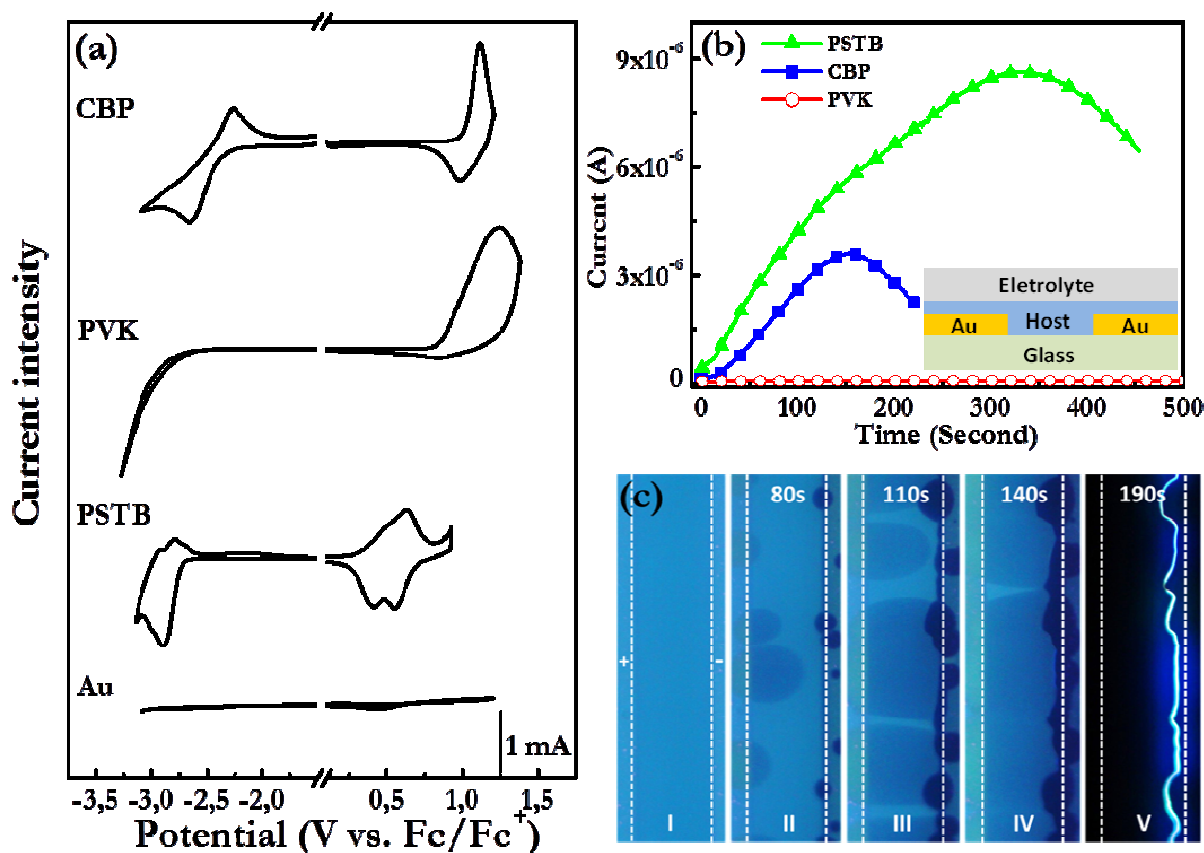 (a)
CBP
PVK
PSTB
Au
1 mA
Current intensity
-3,5 -3,0 -2,5 -2,0 0,5 1,0 1,5
Potential (V vs. Fc/Fc+)
(b)
PSTB
CBP
PVK
9x10-6
6x10-6
3x10-6
0
Current (A)
Eletrolyte
Au Host Au
Glass
0 100 200 300 400 500
Time (Second)
(c)
80s 110s 140s 190s
+ -
I II III IV V